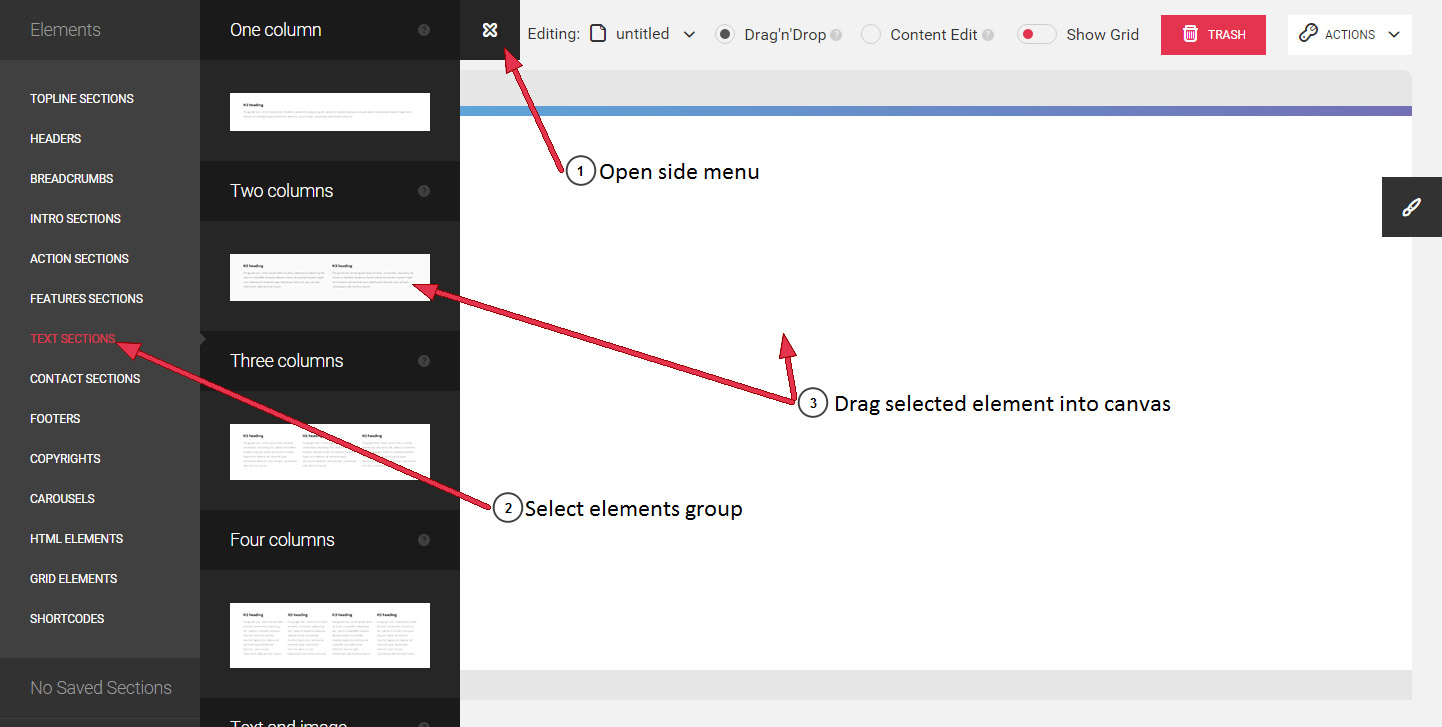 Elements
TOPLINE SECTIONS
HEADERS
BREADCRUMBS
INTRO SECTIONS
ACTION SECTIONS
FEATURES SECTIONS
TEXT SECTIONS
CONTACT SECTIONS
FOOTERS
COPYRIGHTS
CAROUSELS
HTML ELEMENTS
GRID ELEMENTS
SHORTCODES
No Saved Sections
One column ?
H3 heading
Two columns ?
H3 heading H3 heading
Three columns ?
H3 heading H3 heading H3 heading
Four columns ?
H3 heading H3 heading H3 heading H3 heading
Text and image ?
Editing: untitled Drag'n'Drop ? Content Edit ? Show Grid TRASH ACTIONS
1 Open side menu
3 Drag selected element into canvas
2 Select elements group